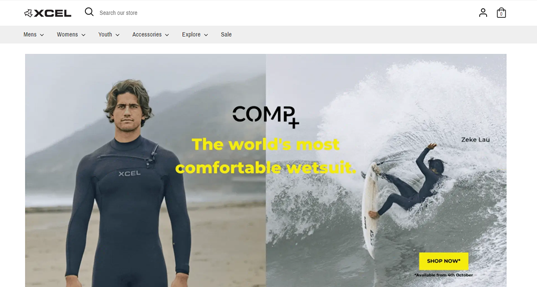 XCEL
Search our store
0
Mens
Womens
Youth
Accessories
Explore
Sale
COMP+
The world's most
comfortable wetsuit.
XCEL
Zeke Lau
SHOP NOW*
*Available from 4th October